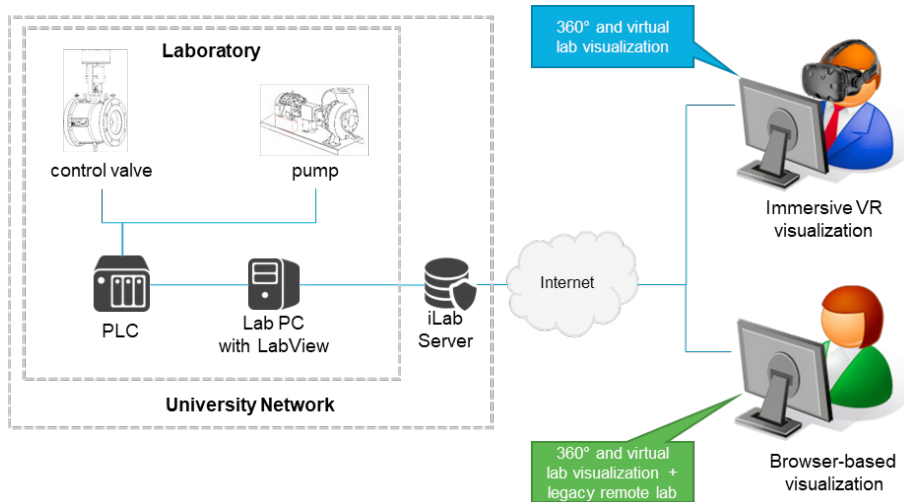 Laboratory
control valve
pump
PLC
Lab PC
with LabView
iLab
Server
University Network
Internet
360° and virtual
lab visualization
Immersive VR
visualization
360° and virtual
lab visualization +
legacy remote lab
Browser-based
visualization